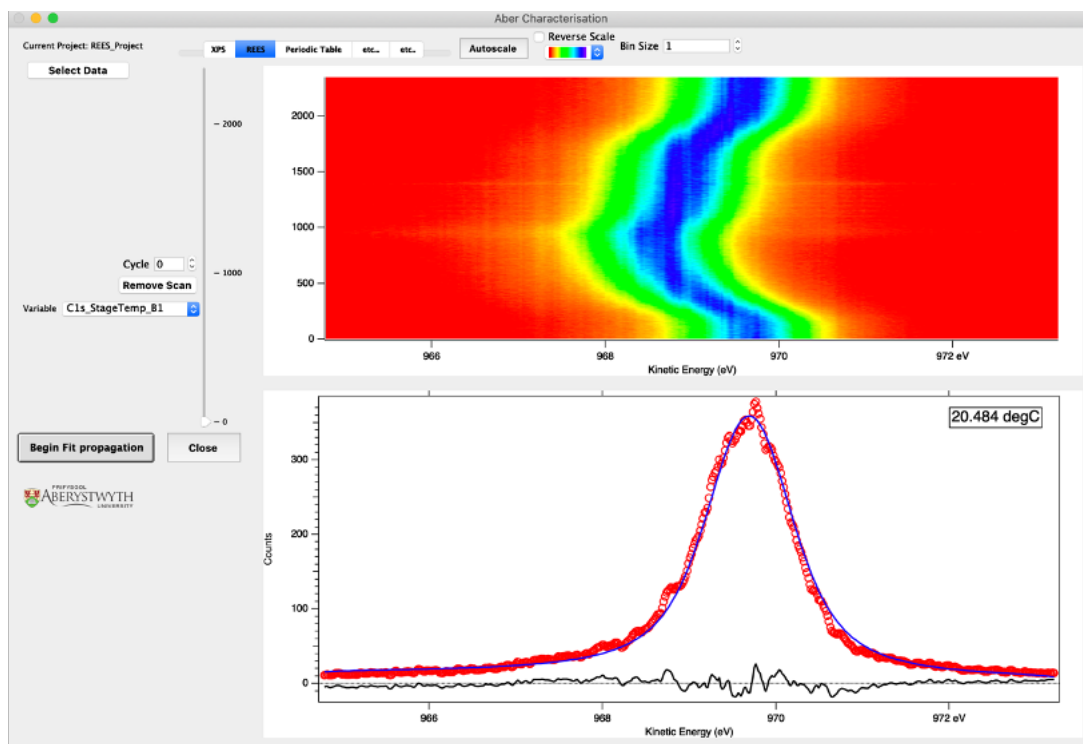 Aber Characterisation
Current Project: REES_Project
XPS REES Periodic Table etc.. etc.. Autoscale Reverse Scale Bin Size 1
Select Data
2000
1500
1000
500
0
966 968 970 972 eV
Kinetic Energy (eV)
- 2000
- 1000
- 0
Cycle 0
Remove Scan
Variable C1s_StageTemp_B1
Begin Fit propagation Close
PRIFYSGOL
ABERYSTWYTH
UNIVERSITY
20.484 degC
Counts
300
200
100
0
966 968 970 972 eV
Kinetic Energy (eV)